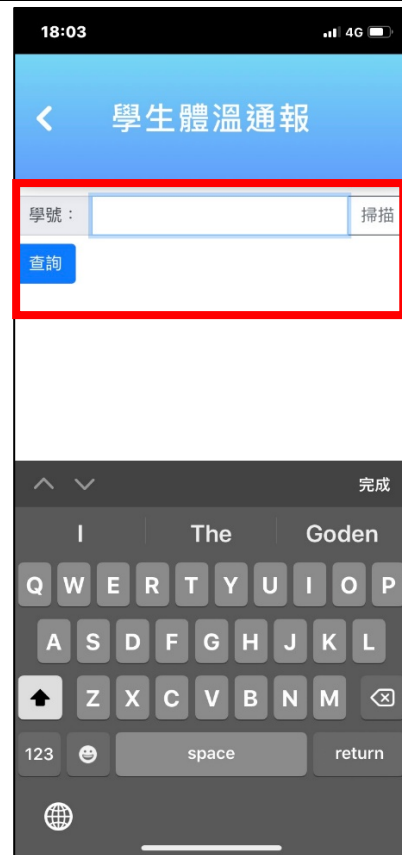 18:03 4G
學生體溫通報
學號： 掃描
查詢
完成
I The Goden
Q W E R T Y U I O P
A S D F G H J K L
Z X C V B N M
123 space return